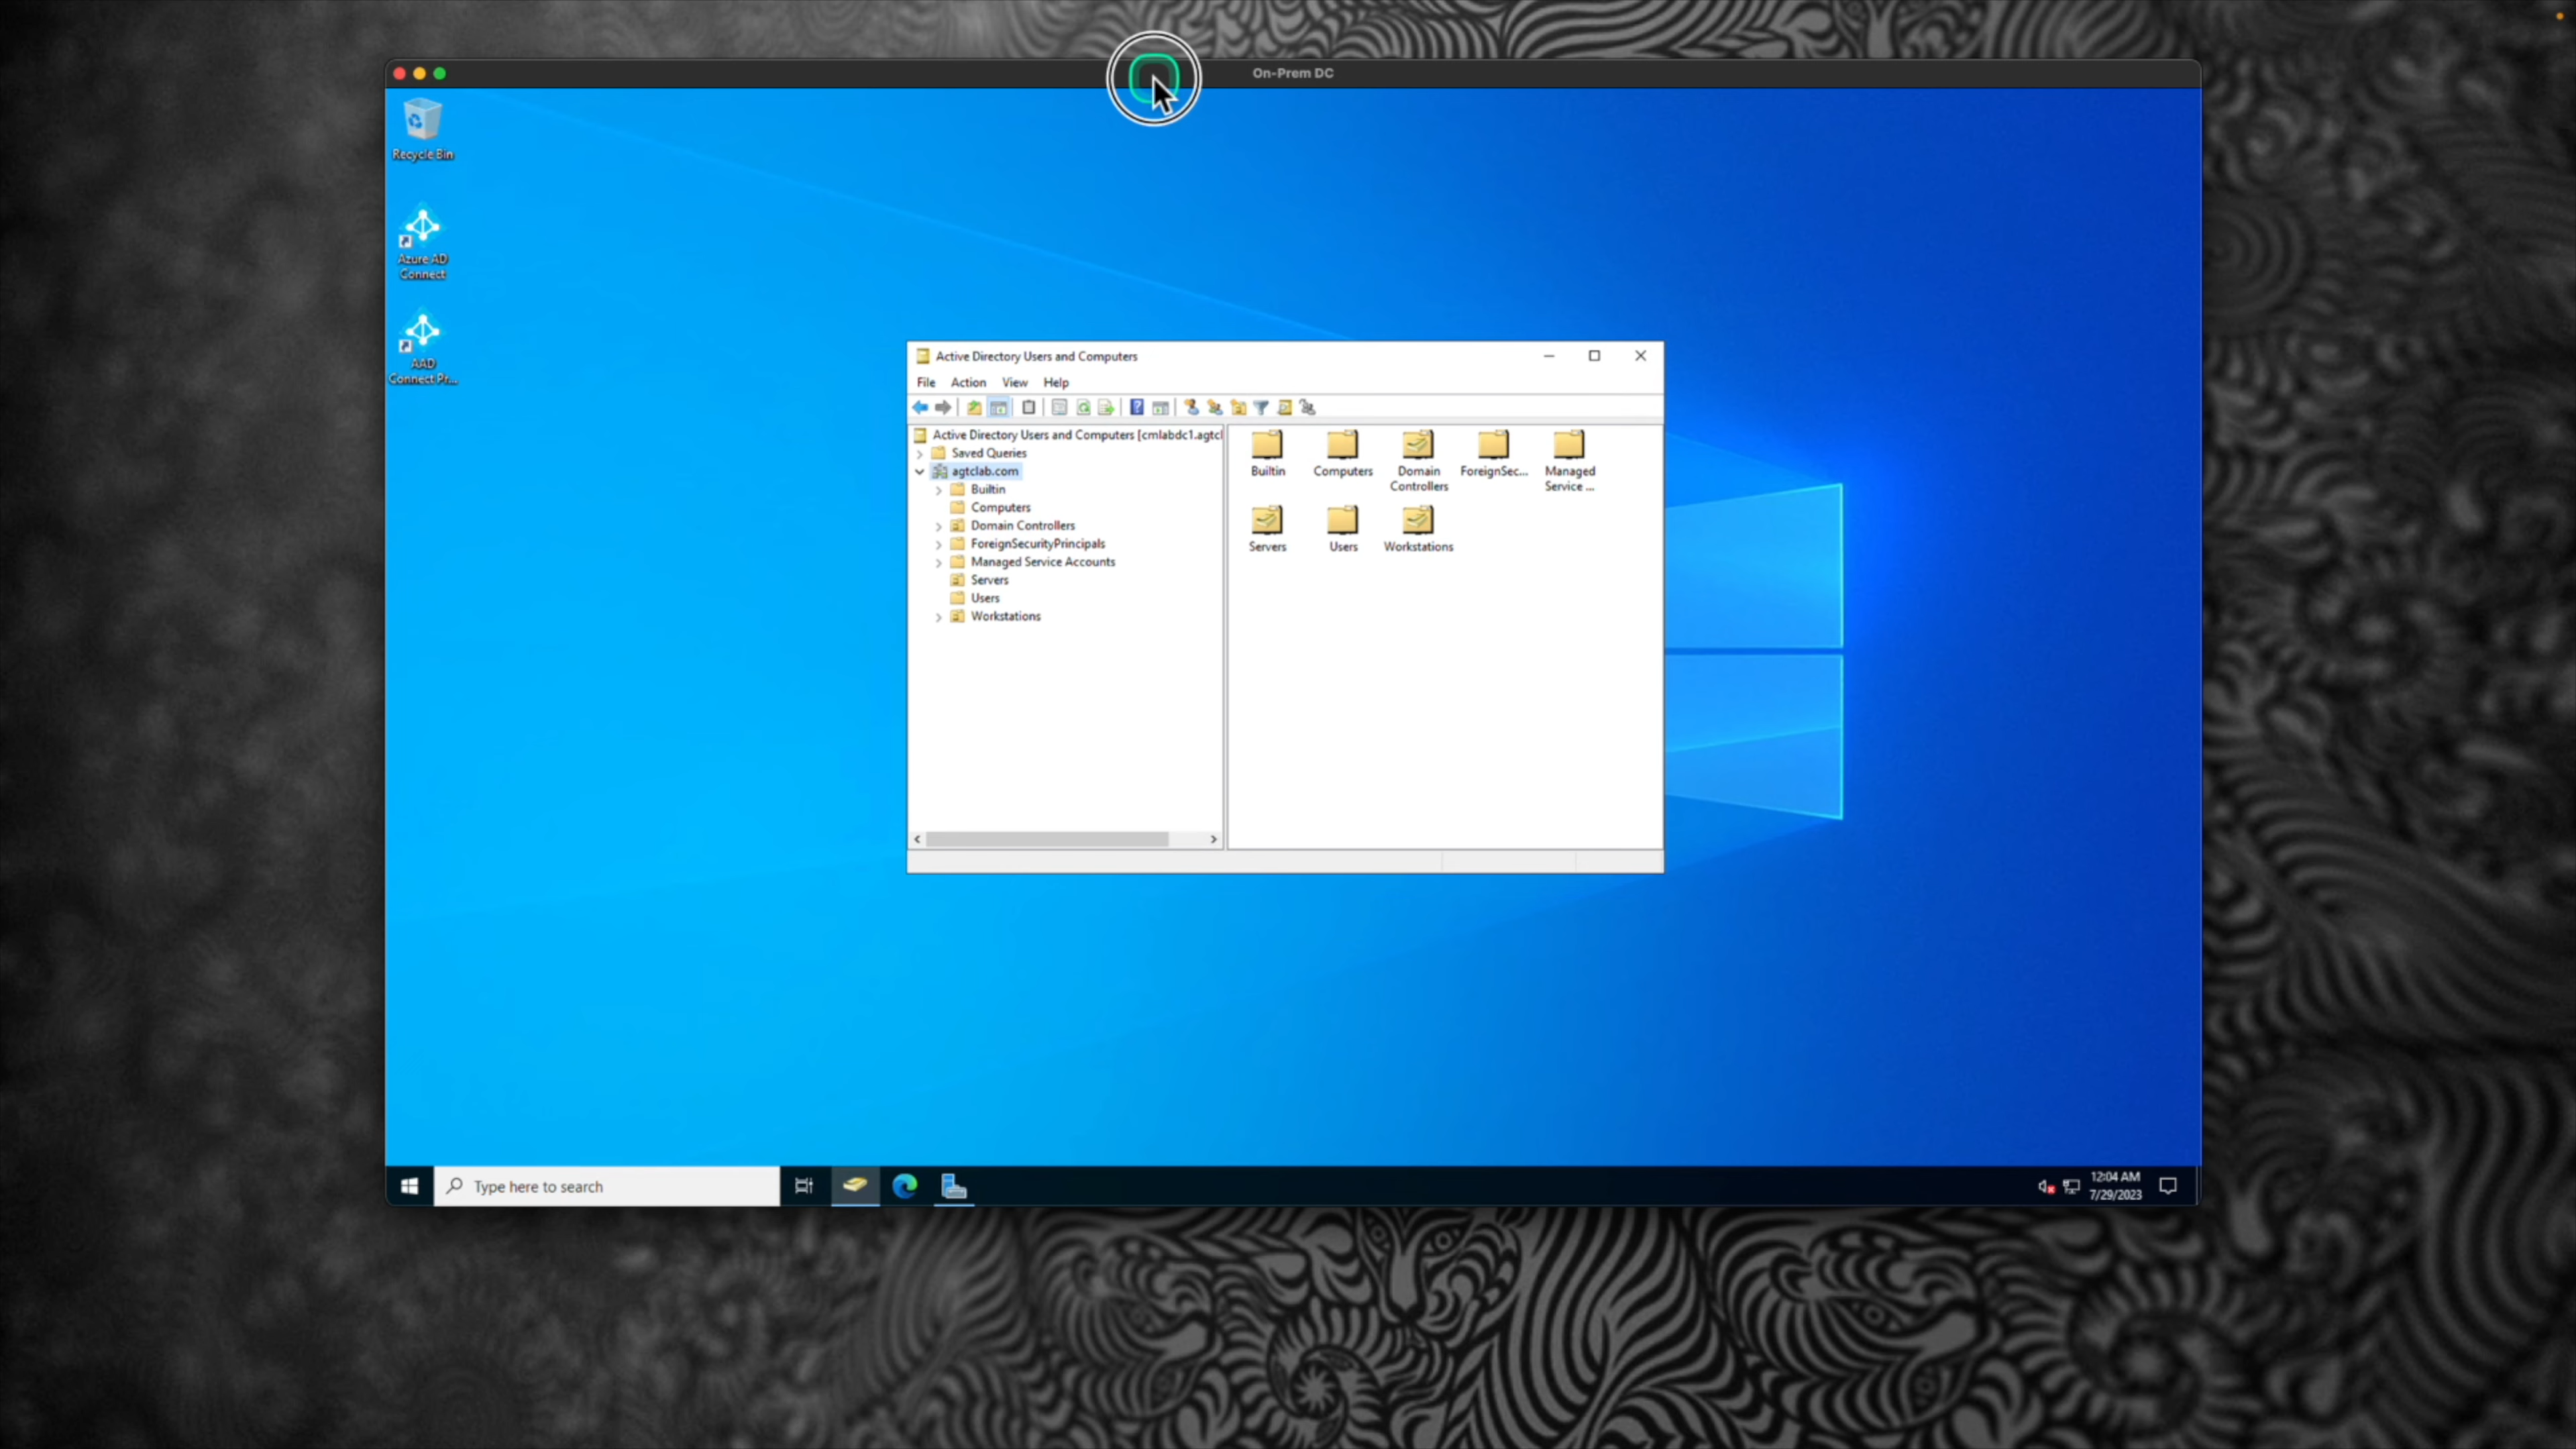 On-Prem DC
Recycle Bin
Azure AD
Connect
AAD
Connect Pr...
Active Directory Users and Computers
File Action View Help
Active Directory Users and Computers [cmlabdc1.agtcl
Saved Queries
agtclab.com
Builtin
Computers
Domain Controllers
ForeignSecurityPrincipals
Managed Service Accounts
Servers
Users
Workstations
Builtin Computers Domain ForeignSec... Managed
Controllers Service ...
Servers Users Workstations
Type here to search
12:04 AM
7/29/2023